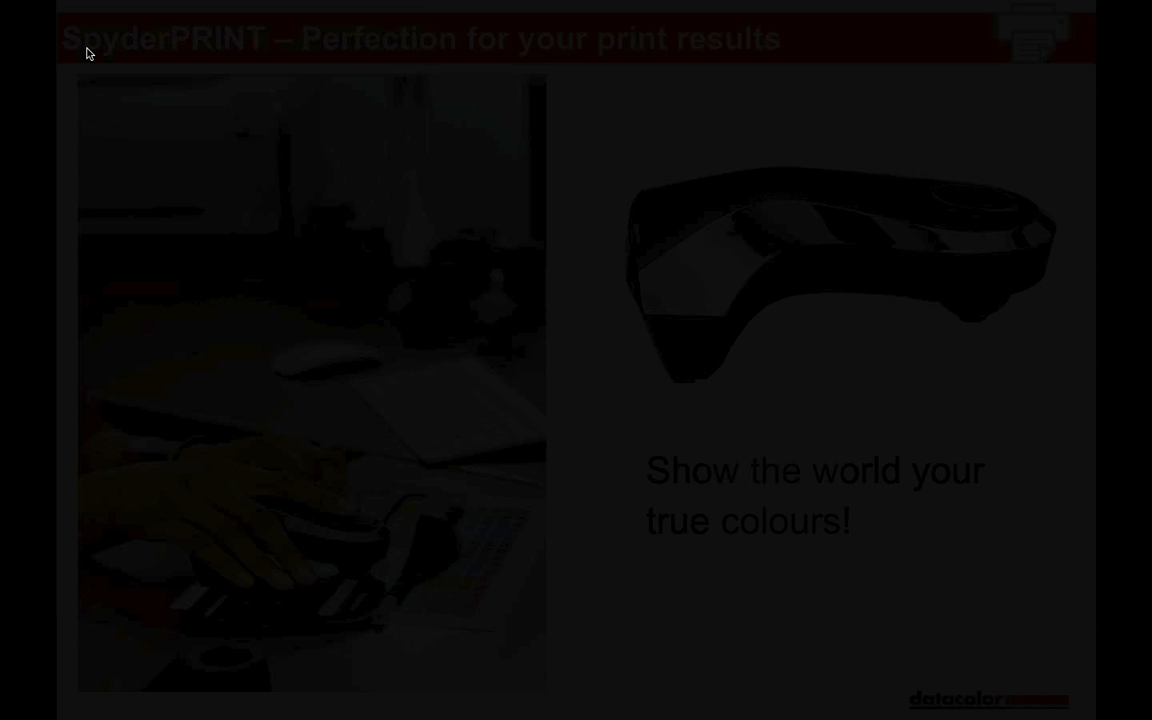 SpyderPRINT – Perfection for your print results
Show the world your
true colours!
datacolor